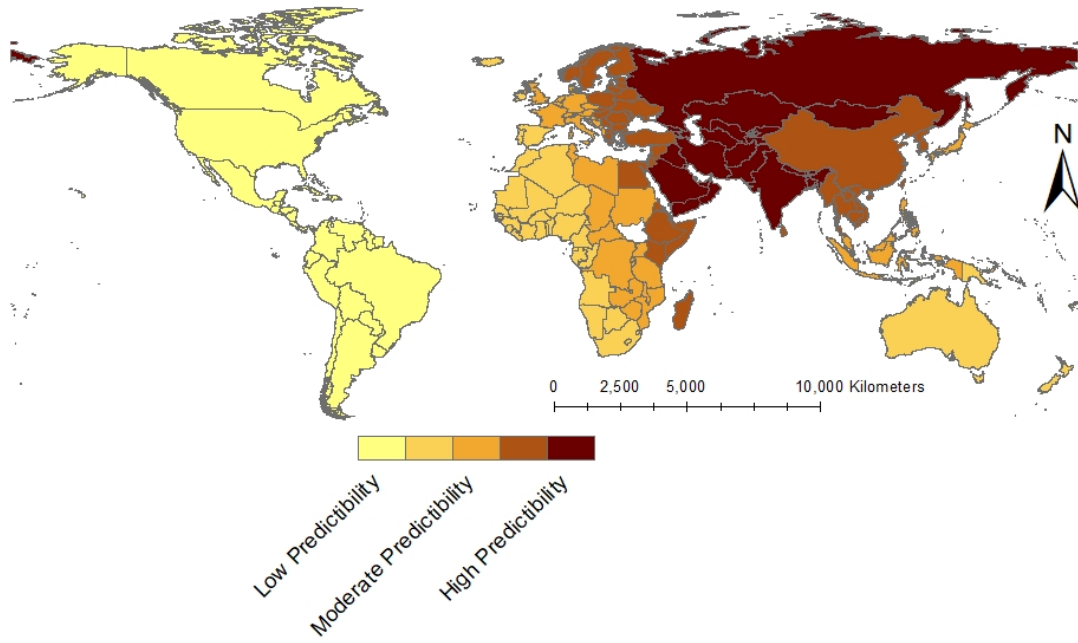 N
0 2,500 5,000 10,000 Kilometers
Low Predictibility
Moderate Predictibility
High Predictibility